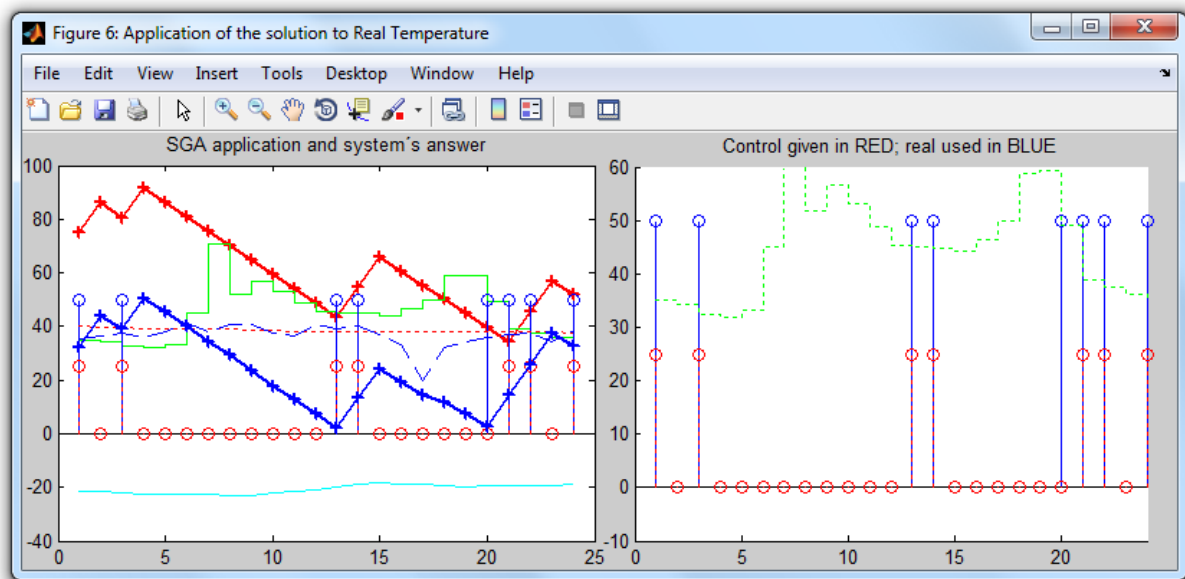 Figure 6: Application of the solution to Real Temperature
File Edit View Insert Tools Desktop Window Help
SGA application and system´s answer
100
80
60
40
20
0
-20
-40
0 5 10 15 20 25
Control given in RED; real used in BLUE
60
50
40
30
20
10
0
-10
0 5 10 15 20